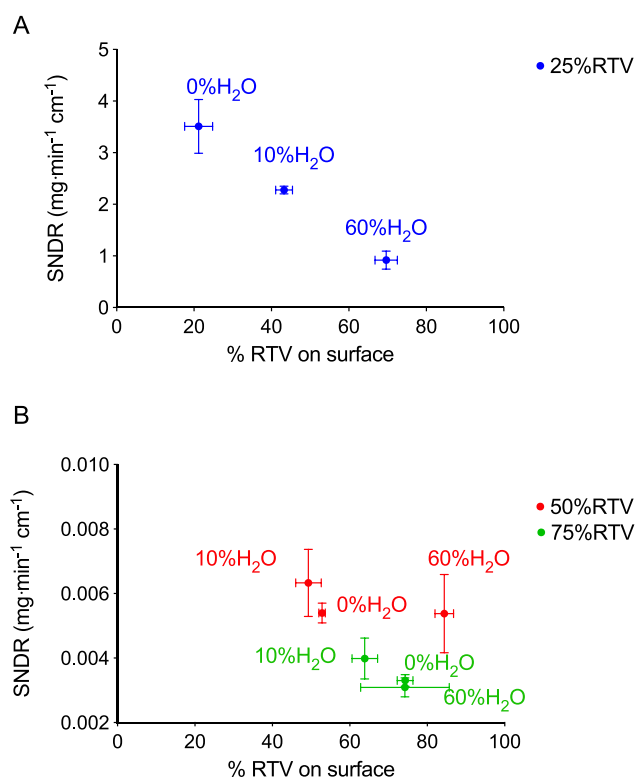 A
SNDR (mg·min⁻¹ cm⁻¹)
5
4
3
2
1
0
0%H₂O
10%H₂O
60%H₂O
25%RTV
0 20 40 60 80 100
% RTV on surface
B
SNDR (mg·min⁻¹ cm⁻¹)
0.010
0.008
0.006
0.004
0.002
10%H₂O
60%H₂O
0%H₂O
10%H₂O
0%H₂O
60%H₂O
50%RTV
75%RTV
0 20 40 60 80 100
% RTV on surface